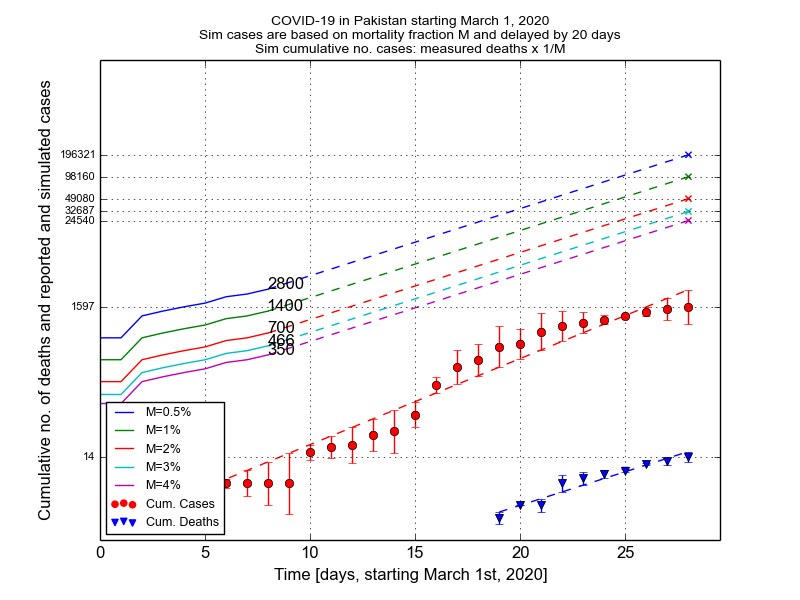 COVID-19 in Pakistan starting March 1, 2020
Sim cases are based on mortality fraction M and delayed by 20 days
Sim cumulative no. cases: measured deaths x 1/M
Cumulative no. of deaths and reported and simulated cases
196321
98160
49080
32687
24540
1597
14
2800
1400
700
466
350
M=0.5%
M=1%
M=2%
M=3%
M=4%
Cum. Cases
Cum. Deaths
0 5 10 15 20 25
Time [days, starting March 1st, 2020]